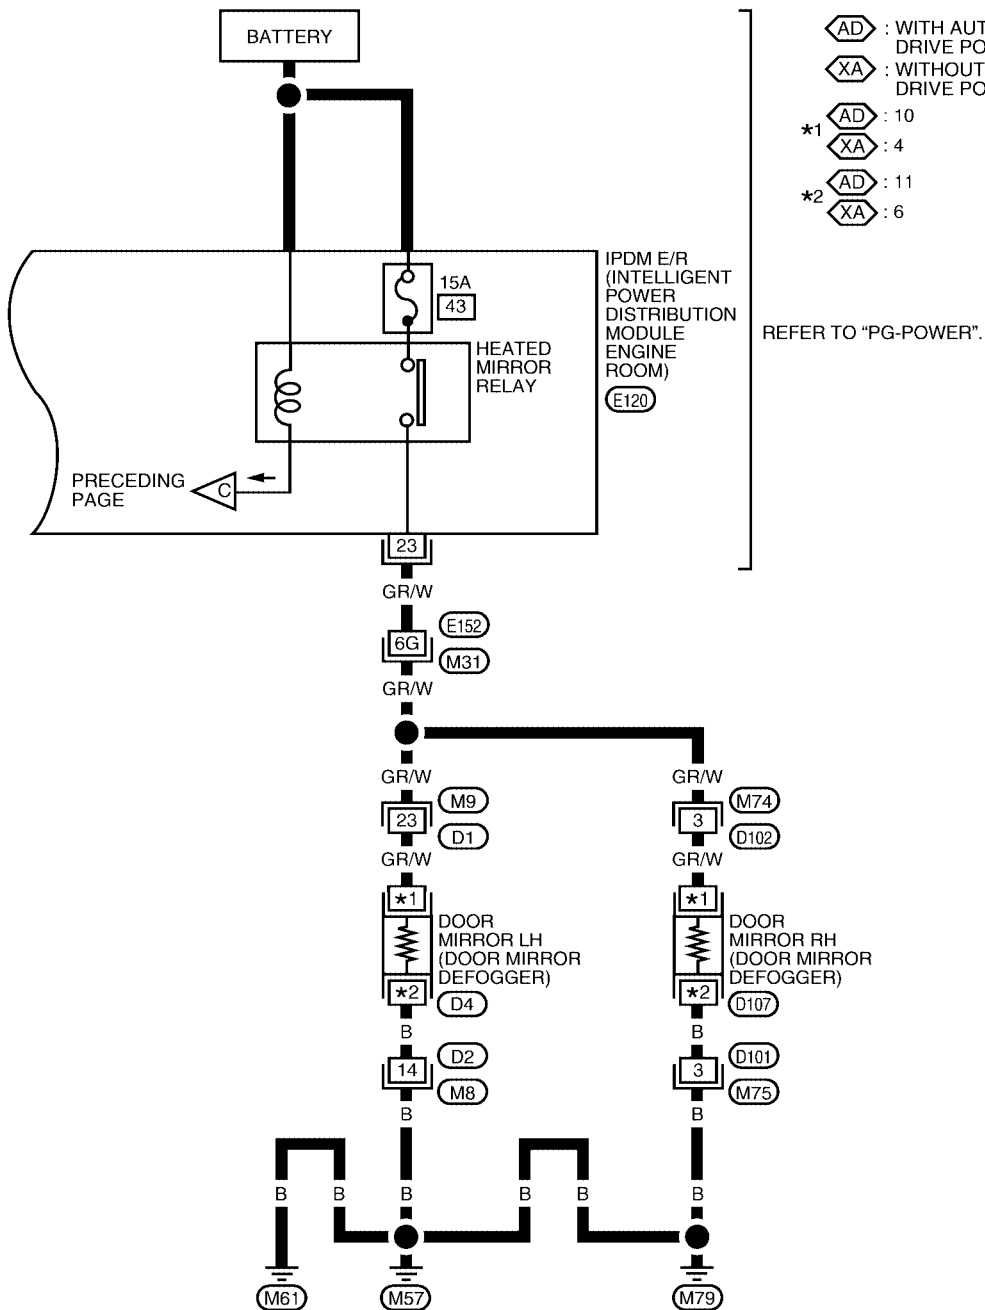 BATTERY
AD : WITH AUT
DRIVE PO
XA : WITHOUT
DRIVE PO
*1 AD : 10
XA : 4
*2 AD : 11
XA : 6
IPDM E/R
(INTELLIGENT
POWER
DISTRIBUTION
MODULE
ENGINE
ROOM)
E120
REFER TO “PG-POWER”.
15A
43
HEATED
MIRROR
RELAY
PRECEDING
PAGE
C
23
GR/W
E152
6G
M31
GR/W
GR/W GR/W
M9 M74
23 3
D1 D102
GR/W GR/W
*1 *1
DOOR
MIRROR LH
(DOOR MIRROR
DEFOGGER)
DOOR
MIRROR RH
(DOOR MIRROR
DEFOGGER)
*2 *2
D4 D107
B B
D2 D101
14 3
M8 M75
B B
B B B B B B
M61 M57 M79